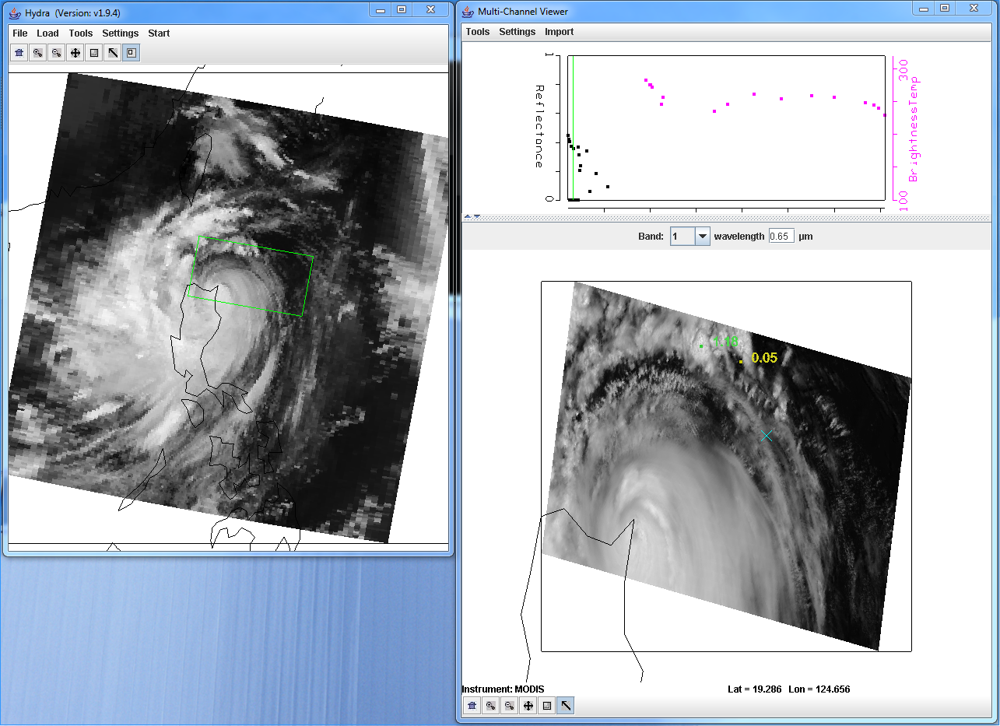 Hydra (Version: v1.9.4)
File Load Tools Settings Start
Multi-Channel Viewer
Tools Settings Import
1
Reflectance
0
300
BrightnessTemp
100
Band: 1 wavelength 0.65 µm
1.18
0.05
Instrument: MODIS
Lat = 19.286 Lon = 124.656